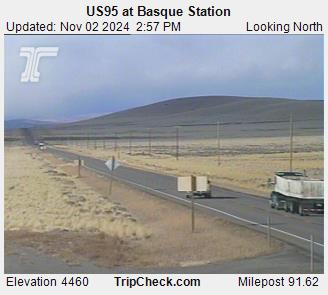 US95 at Basque Station
Updated: Nov 02 2024 2:57 PM Looking North
Elevation 4460 TripCheck.com Milepost 91.62